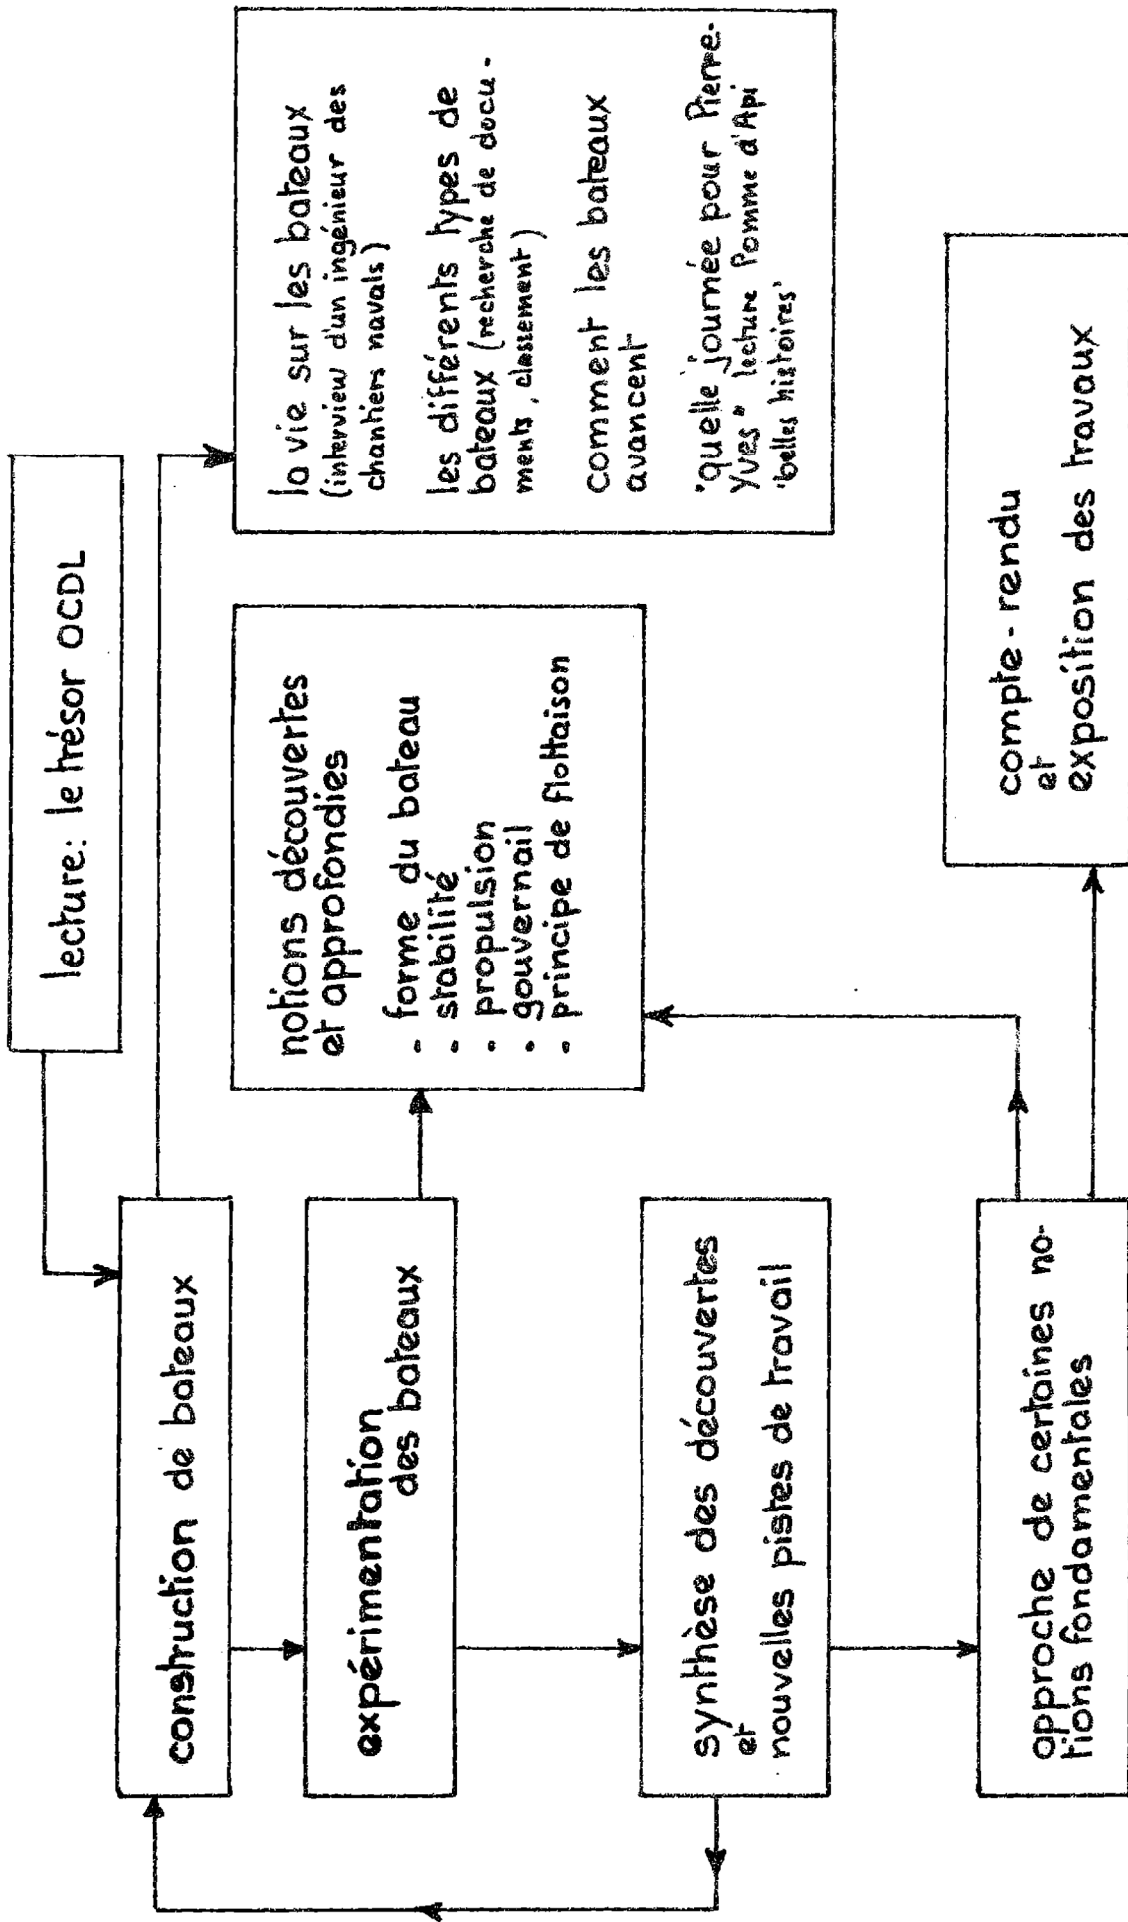 lecture: le trésor OCDL
construction de bateaux
la vie sur les bateaux
(interview d'un ingénieur des
chantiers navals)
les différents types de
bateaux (recherche de docu-
ments, classement)
comment les bateaux
avancent
"quelle journée pour Pierre-
Yves" lecture Pomme d'Api
'belles histoires'
expérimentation
des bateaux
notions découvertes
et approfondies
- forme du bateau
- stabilité
- propulsion
- gouvernail
- principe de flottaison
synthèse des découvertes
et
nouvelles pistes de travail
approche de certaines no-
tions fondamentales
compte-rendu
et
exposition des travaux